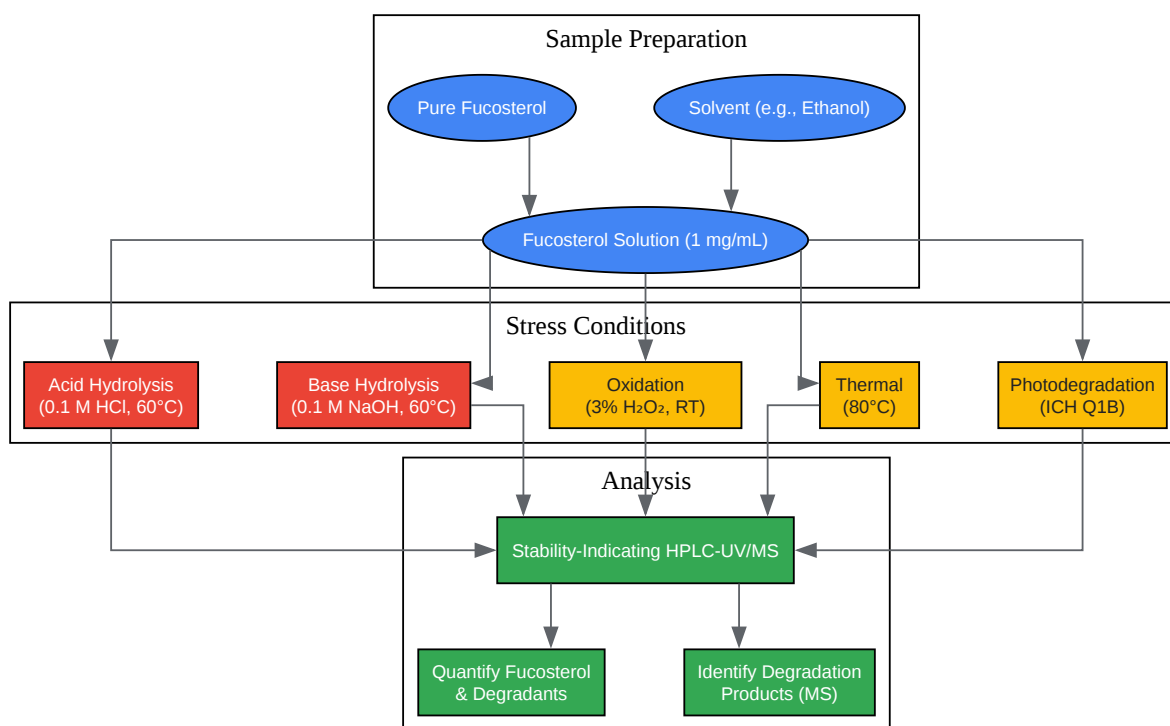 Sample Preparation
Pure Fucosterol
Solvent (e.g., Ethanol)
Fucosterol Solution (1 mg/mL)
Stress Conditions
Acid Hydrolysis
(0.1 M HCl, 60°C)
Base Hydrolysis
(0.1 M NaOH, 60°C)
Oxidation
(3% H₂O₂, RT)
Thermal
(80°C)
Photodegradation
(ICH Q1B)
Analysis
Stability-Indicating HPLC-UV/MS
Quantify Fucosterol
& Degradants
Identify Degradation
Products (MS)